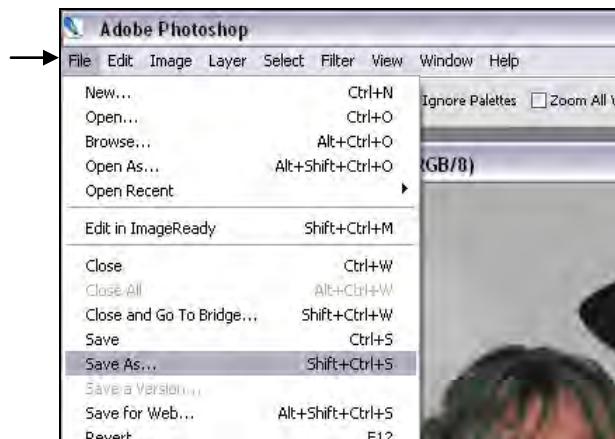 Adobe Photoshop
File Edit Image Layer Select Filter View Window Help
Ignore Palettes Zoom All
New... Ctrl+N
Open... Ctrl+O
Browse... Alt+Ctrl+O
Open As... Alt+Shift+Ctrl+O
Open Recent
RGB/8)
Edit in ImageReady Shift+Ctrl+M
Close Ctrl+W
Close All Alt+Ctrl+W
Close and Go To Bridge... Shift+Ctrl+W
Save Ctrl+S
Save As... Shift+Ctrl+S
Save a Version...
Save for Web... Alt+Shift+Ctrl+S
Revert F12